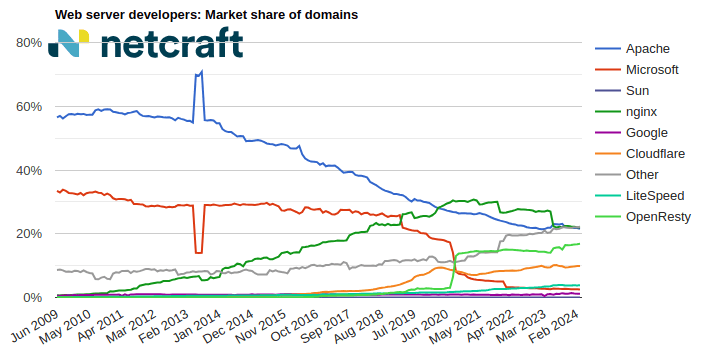 Web server developers: Market share of domains
netcraft
80%
60%
40%
20%
0%
Jun 2009
May 2010
Apr 2011
Mar 2012
Feb 2013
Jan 2014
Dec 2014
Nov 2015
Oct 2016
Sep 2017
Aug 2018
Jul 2019
Jun 2020
May 2021
Apr 2022
Mar 2023
Feb 2024
Apache
Microsoft
Sun
nginx
Google
Cloudflare
Other
LiteSpeed
OpenResty